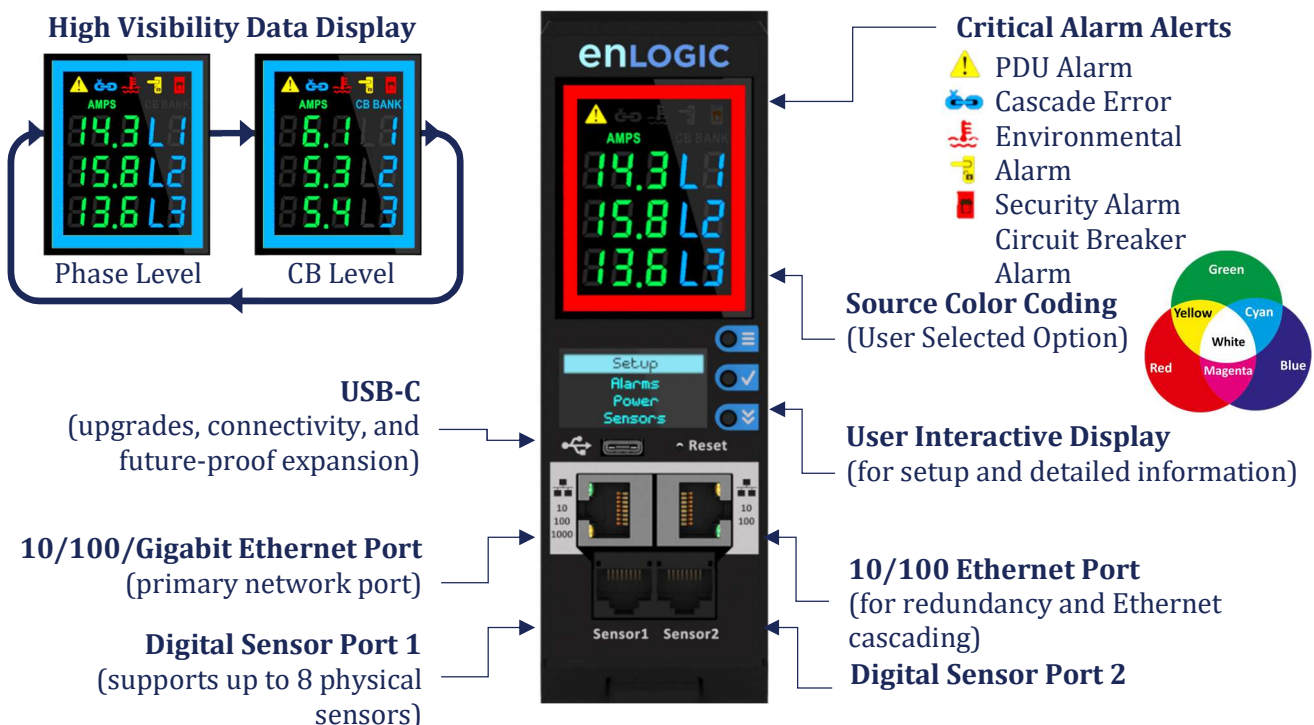 High Visibility Data Display
AMPS
14.3 L1
15.8 L2
13.6 L3
Phase Level
AMPS CB BANK
6.1 1
5.3 2
5.4 3
CB Level
enLOGIC
AMPS CB BANK
14.3 L1
15.8 L2
13.6 L3
Setup
Alarms
Power
Sensors
Reset
10
100
1000
10
100
Sensor1 Sensor2
Critical Alarm Alerts
PDU Alarm
Cascade Error
Environmental
Alarm
Security Alarm
Circuit Breaker
Alarm
Source Color Coding
(User Selected Option)
Green
Yellow
Cyan
White
Red
Magenta
Blue
USB-C
(upgrades, connectivity, and
future-proof expansion)
User Interactive Display
(for setup and detailed information)
10/100/Gigabit Ethernet Port
(primary network port)
10/100 Ethernet Port
(for redundancy and Ethernet
cascading)
Digital Sensor Port 1
(supports up to 8 physical
sensors)
Digital Sensor Port 2